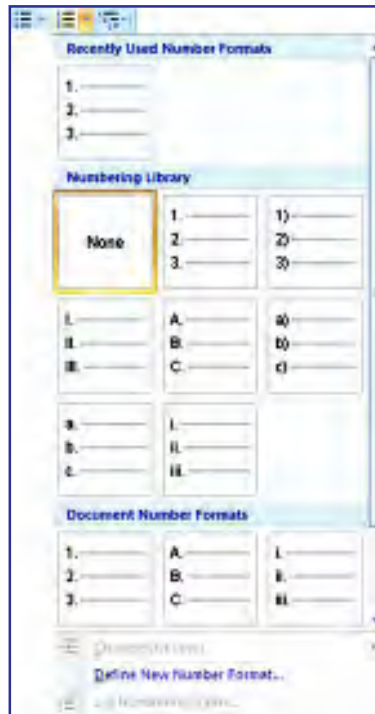 Recently Used Number Formats
1.
2.
3.
Numbering Library
None
1.
2.
3.
1)
2)
3)
I.
II.
III.
A.
B.
C.
a)
b)
c)
a.
b.
c.
i.
ii.
iii.
Document Number Formats
1.
2.
3.
A.
B.
C.
i.
ii.
iii.
Define New Number Format...